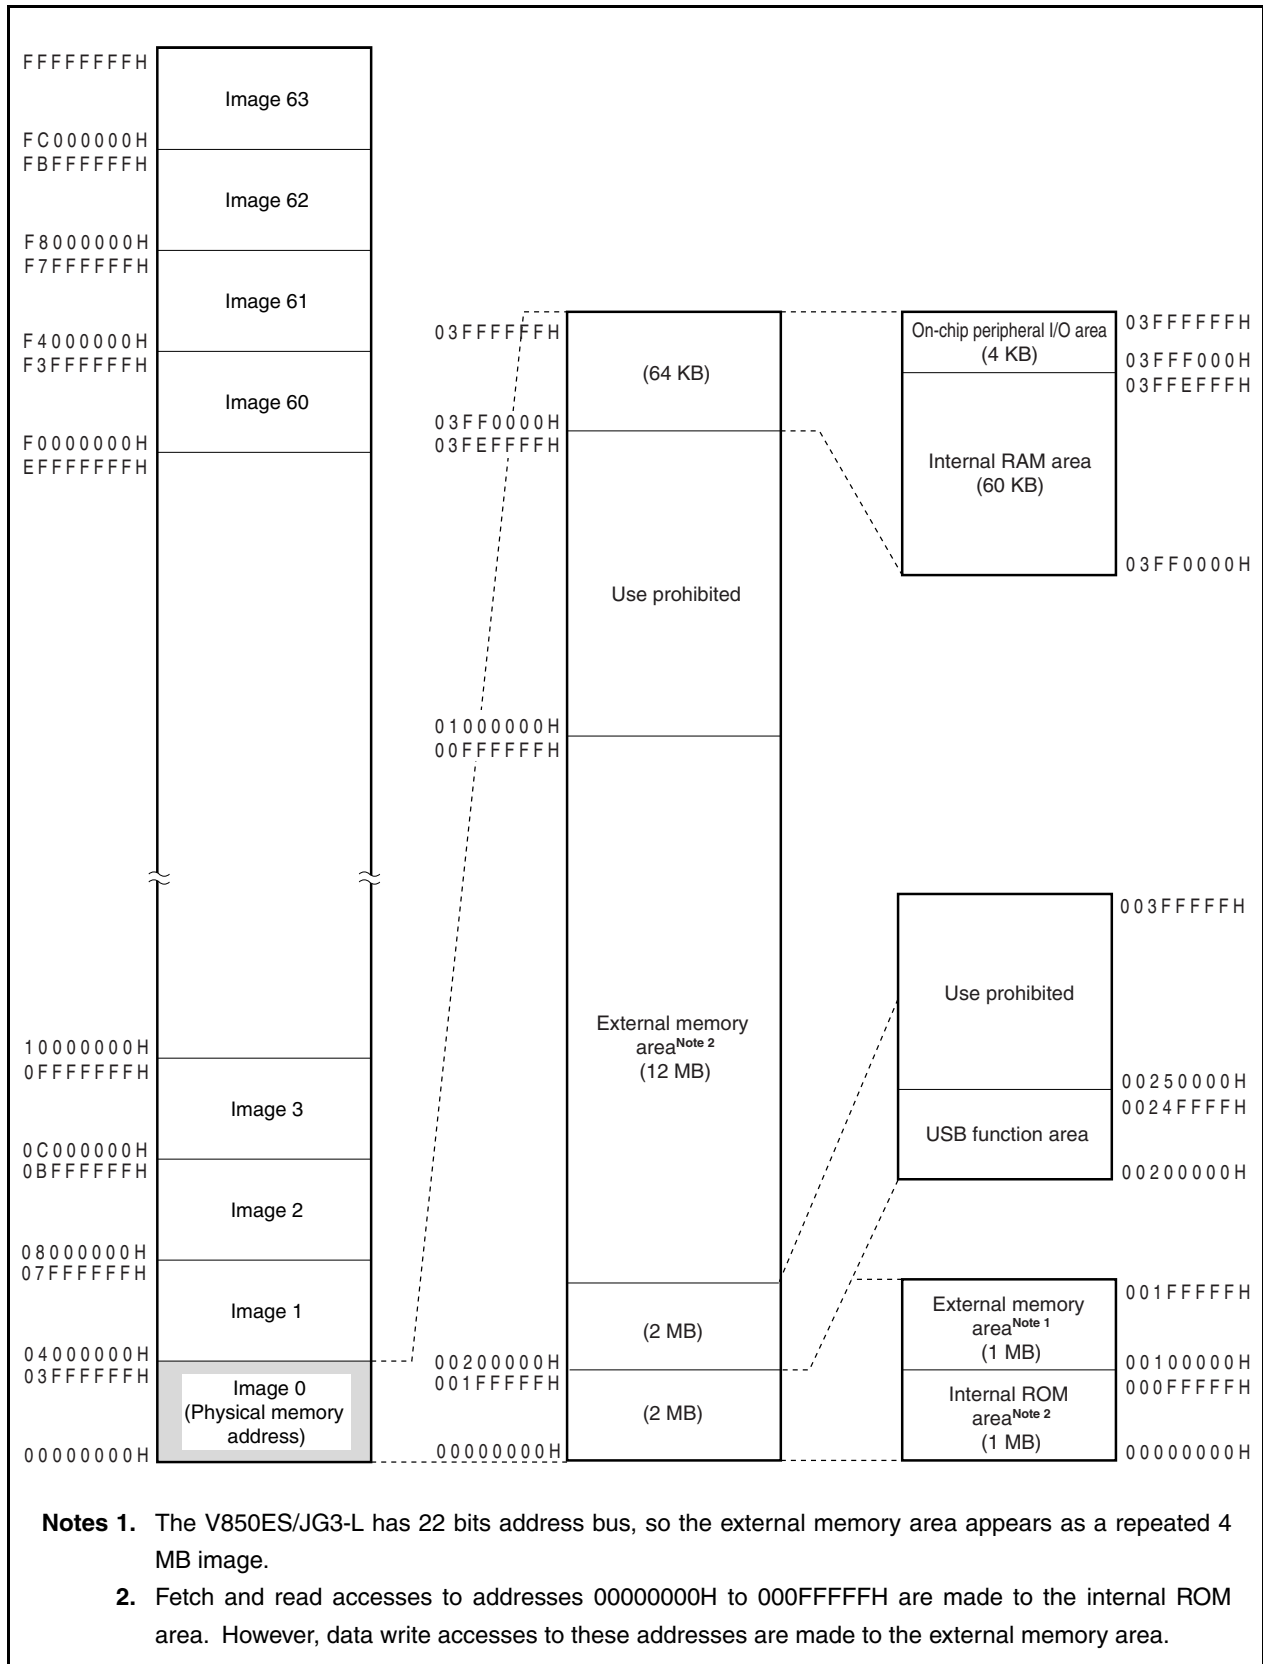 FFFFFFFFH
Image 63
FC000000H
FBFFFFFFH
Image 62
F8000000H
F7FFFFFFH
Image 61
F4000000H
F3FFFFFFH
Image 60
F0000000H
EFFFFFFFH
10000000H
0FFFFFFFH
Image 3
0C000000H
0BFFFFFFH
Image 2
08000000H
07FFFFFFH
Image 1
04000000H
03FFFFFFH
Image 0
(Physical memory
address)
00000000H
03FFFFFFH
(64 KB)
03FF0000H
03FEFFFFH
Use prohibited
01000000H
00FFFFFFH
External memory
areaNote 2
(12 MB)
(2 MB)
00200000H
001FFFFFH
(2 MB)
00000000H
On-chip peripheral I/O area
(4 KB)
03FFFFFFH
03FFF000H
03FFEFFFH
Internal RAM area
(60 KB)
03FF0000H
003FFFFFH
Use prohibited
00250000H
0024FFFFH
USB function area
00200000H
001FFFFFH
External memory
areaNote 1
(1 MB)
00100000H
000FFFFFH
Internal ROM
areaNote 2
(1 MB)
00000000H
Notes 1. The V850ES/JG3-L has 22 bits address bus, so the external memory area appears as a repeated 4
MB image.
2. Fetch and read accesses to addresses 00000000H to 000FFFFFH are made to the internal ROM
area. However, data write accesses to these addresses are made to the external memory area.